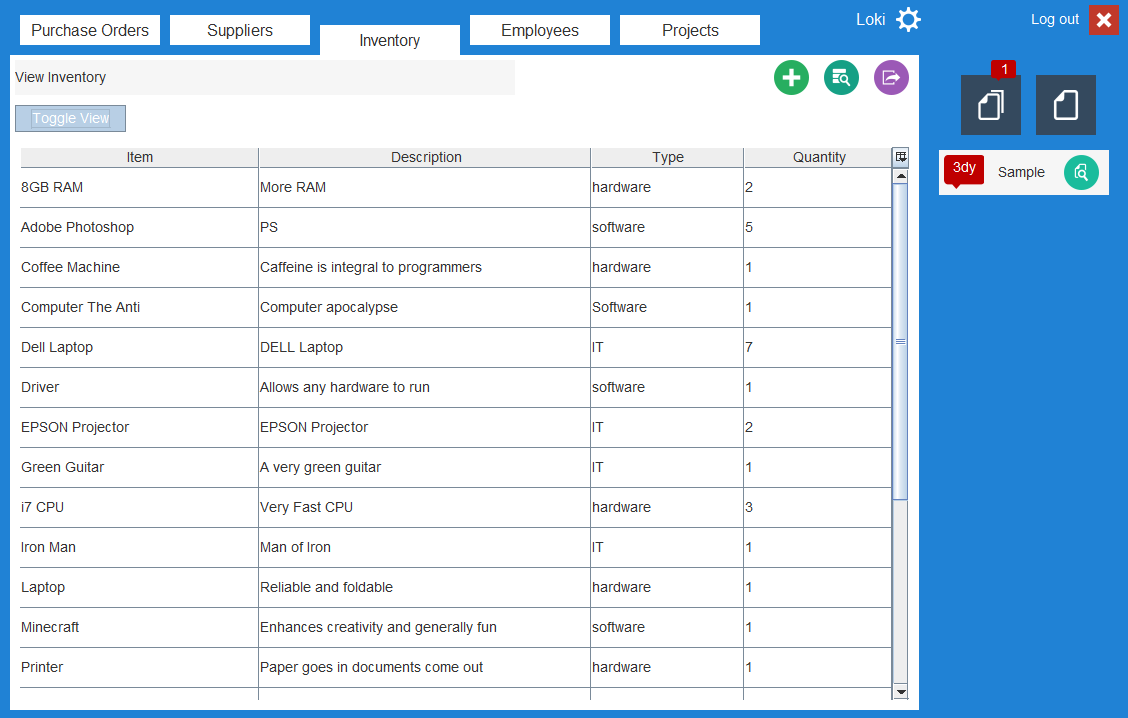 Purchase Orders Suppliers Inventory Employees Projects Loki Log out
View Inventory
1
Toggle View
3dy Sample
Item Description Type Quantity
8GB RAM More RAM hardware 2
Adobe Photoshop PS software 5
Coffee Machine Caffeine is integral to programmers hardware 1
Computer The Anti Computer apocalypse Software 1
Dell Laptop DELL Laptop IT 7
Driver Allows any hardware to run software 1
EPSON Projector EPSON Projector IT 2
Green Guitar A very green guitar IT 1
i7 CPU Very Fast CPU hardware 3
Iron Man Man of Iron IT 1
Laptop Reliable and foldable hardware 1
Minecraft Enhances creativity and generally fun software 1
Printer Paper goes in documents come out hardware 1